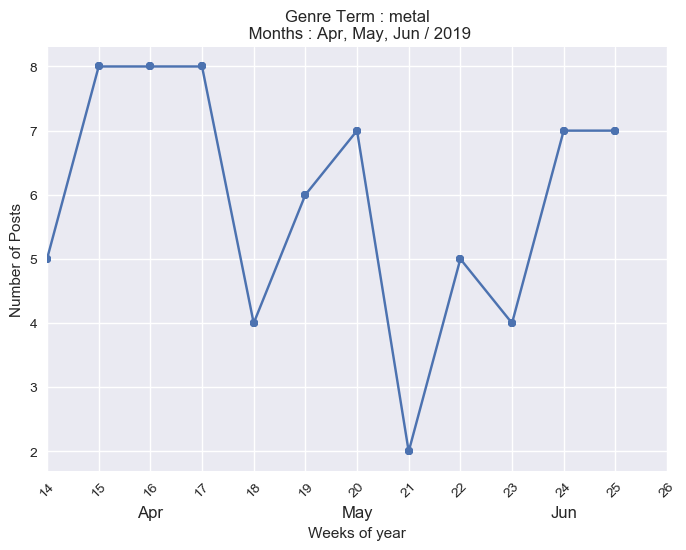 Genre Term : metal
Months : Apr, May, Jun / 2019
Number of Posts
8
7
6
5
4
3
2
14 15 16 17 18 19 20 21 22 23 24 25 26
Apr May Jun
Weeks of year